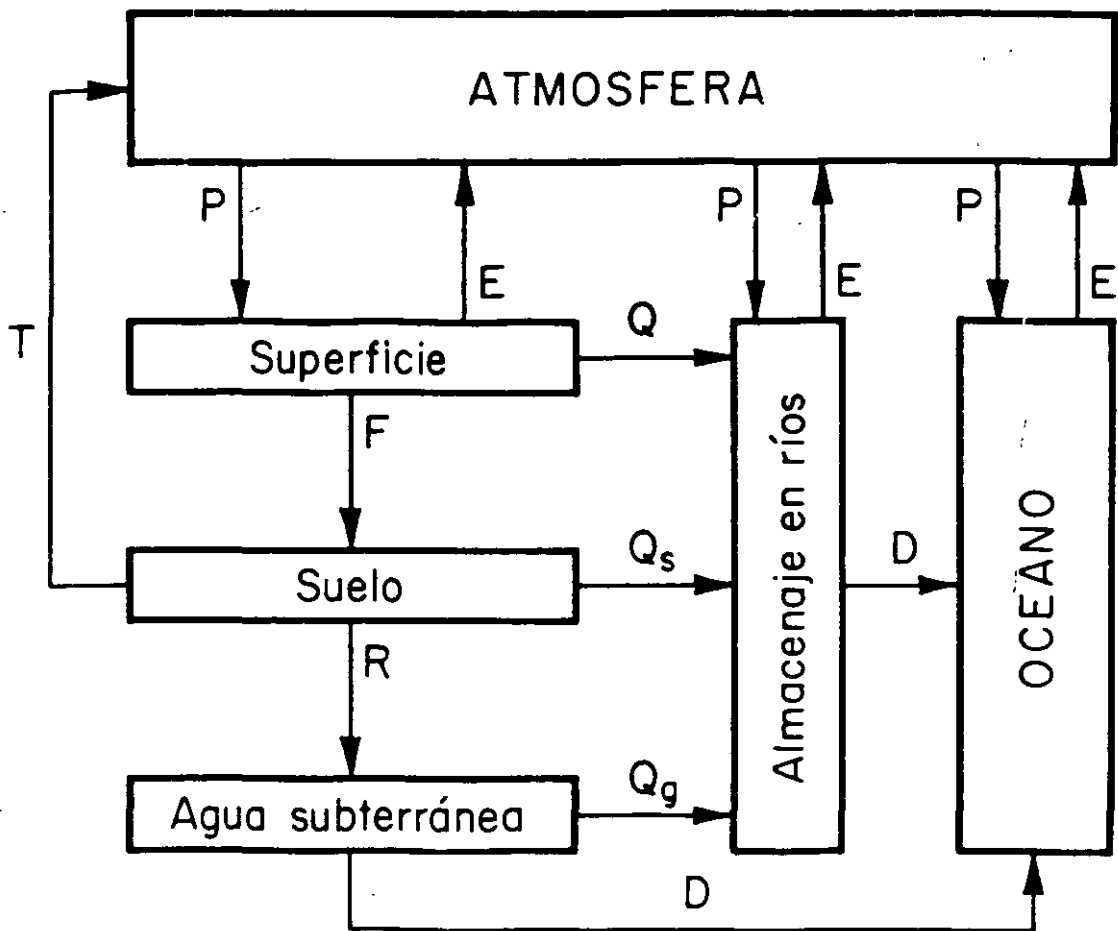 ATMOSFERA
P
E
P
E
P
E
T
Superficie
Q
F
Suelo
Qs
R
Agua subterránea
Qg
Almacenaje en ríos
D
OCEANO
D